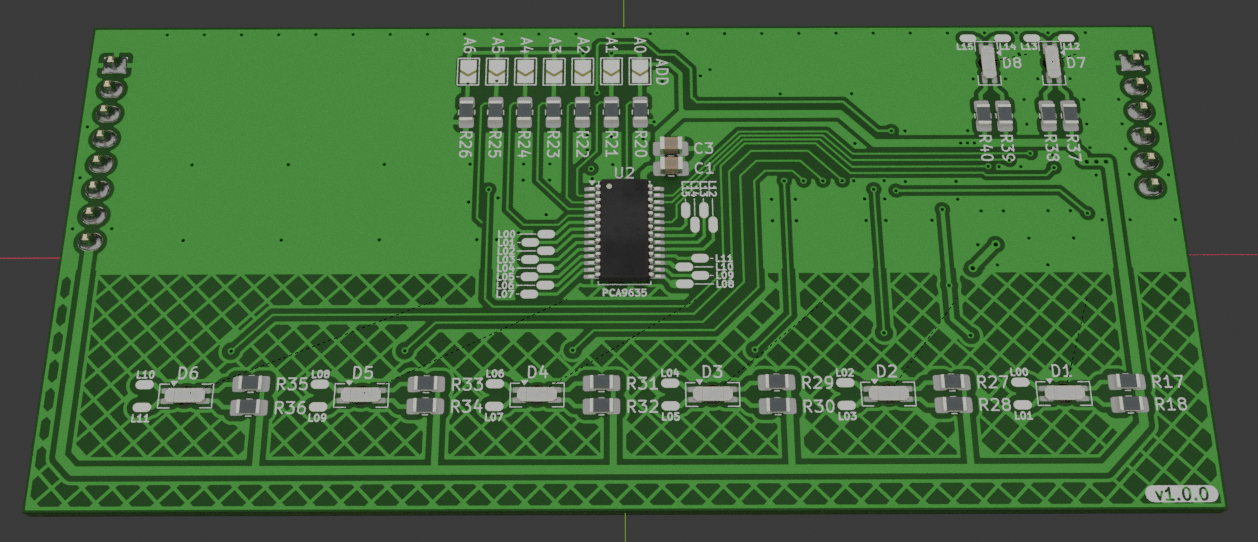 A6 A5 A4 A3 A2 A1 A0 ADD
L15 L14 L13 L12
D8 D7
R26 R25 R24 R23 R22 R21 R20
R40 R39 R38 R37
C3
C1
U2
L00
L01
L02
L03
L04
L05
L06
L07
L11
L10
L09
L08
PCA9635
L10 D6 R35 L08 D5 R33 L06 D4 R31 L04 D3 R29 L02 D2 R27 L00 D1 R17
L11 R36 L09 R34 L07 R32 L05 R30 L03 R28 L01 R18
v1.0.0